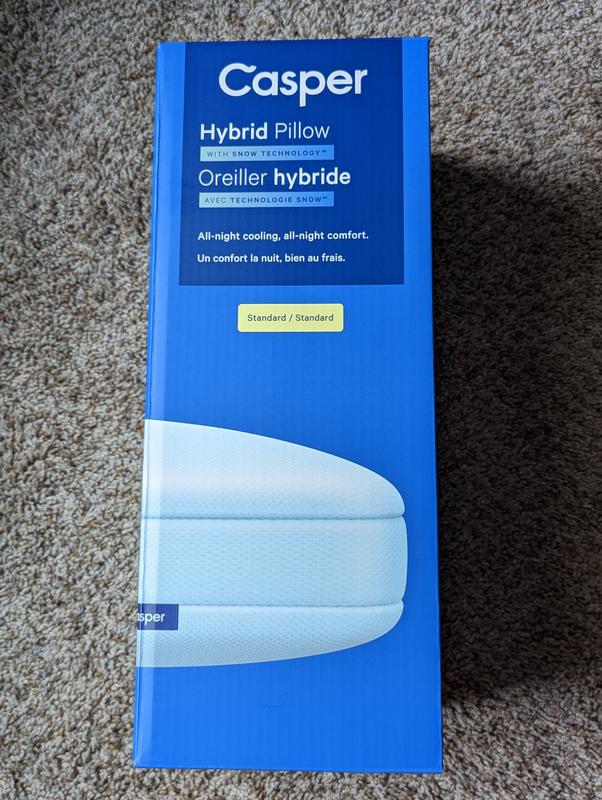 Casper
Hybrid Pillow
WITH SNOW TECHNOLOGY™
Oreiller hybride
AVEC TECHNOLOGIE SNOW™
All-night cooling, all-night comfort.
Un confort la nuit, bien au frais.
Standard / Standard
asper